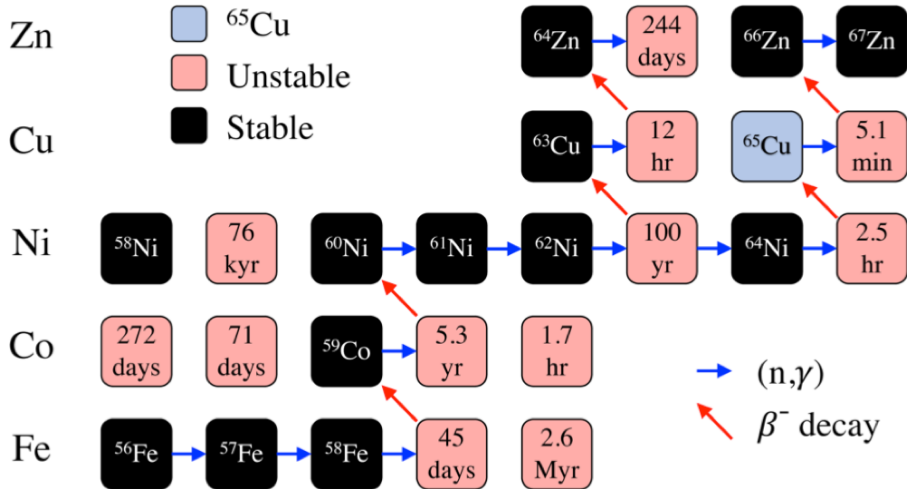 Zn
⁶⁵Cu
Unstable
Stable
⁶⁴Zn
244
days
⁶⁶Zn
⁶⁷Zn
Cu
⁶³Cu
12
hr
⁶⁵Cu
5.1
min
Ni
⁵⁸Ni
76
kyr
⁶⁰Ni
⁶¹Ni
⁶²Ni
100
yr
⁶⁴Ni
2.5
hr
Co
272
days
71
days
⁵⁹Co
5.3
yr
1.7
hr
Fe
⁵⁶Fe
⁵⁷Fe
⁵⁸Fe
45
days
2.6
Myr
(n,γ)
β⁻ decay